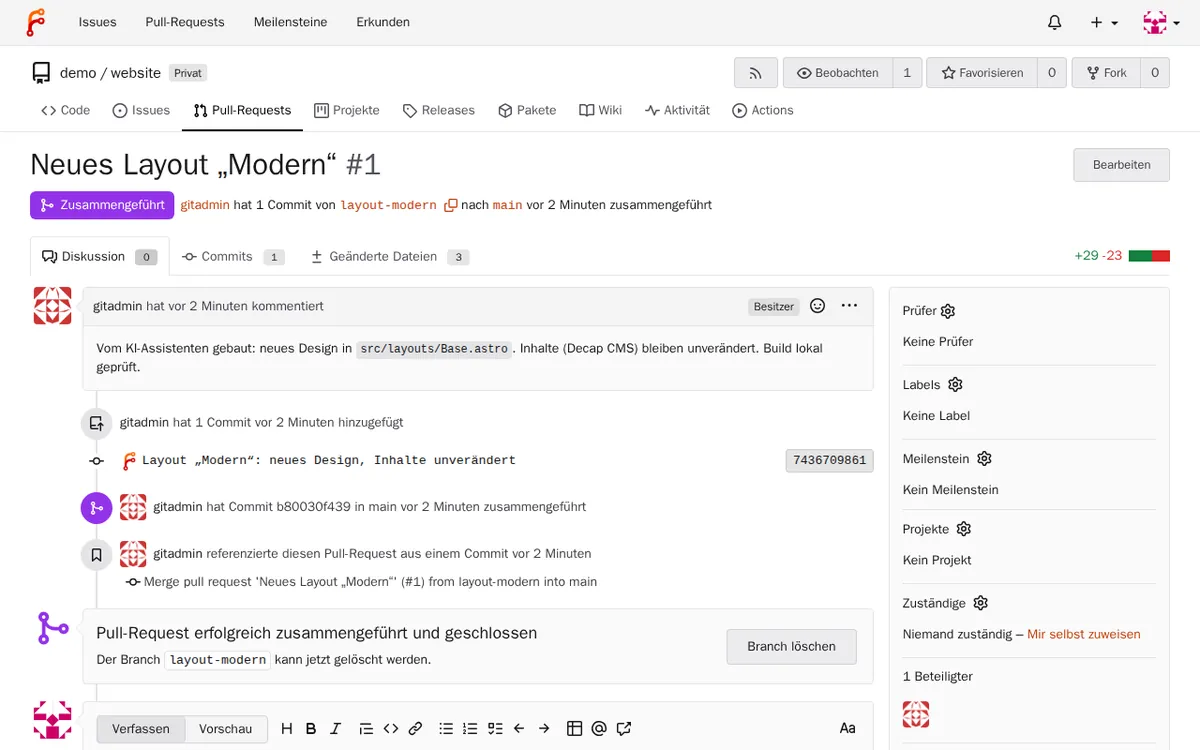 Issues Pull-Requests Meilensteine Erkunden
demo / website Privat
Beobachten 1 Favorisieren 0 Fork 0
Code Issues Pull-Requests Projekte Releases Pakete Wiki Aktivität Actions
Neues Layout „Modern“ #1
Bearbeiten
Zusammengeführt gitadmin hat 1 Commit von layout-modern nach main vor 2 Minuten zusammengeführt
Diskussion 0 Commits 1 Geänderte Dateien 3
+29 -23
gitadmin hat vor 2 Minuten kommentiert
Besitzer
Vom KI-Assistenten gebaut: neues Design in src/layouts/Base.astro. Inhalte (Decap CMS) bleiben unverändert. Build lokal
geprüft.
gitadmin hat 1 Commit vor 2 Minuten hinzugefügt
Layout „Modern“: neues Design, Inhalte unverändert
7436709861
gitadmin hat Commit b80030f439 in main vor 2 Minuten zusammengeführt
gitadmin referenzierte diesen Pull-Request aus einem Commit vor 2 Minuten
Merge pull request 'Neues Layout „Modern“' (#1) from layout-modern into main
Pull-Request erfolgreich zusammengeführt und geschlossen
Der Branch layout-modern kann jetzt gelöscht werden.
Branch löschen
Verfassen Vorschau H B I @ Aa
Prüfer
Keine Prüfer
Labels
Keine Label
Meilenstein
Kein Meilenstein
Projekte
Kein Projekt
Zuständige
Niemand zuständig – Mir selbst zuweisen
1 Beteiligter